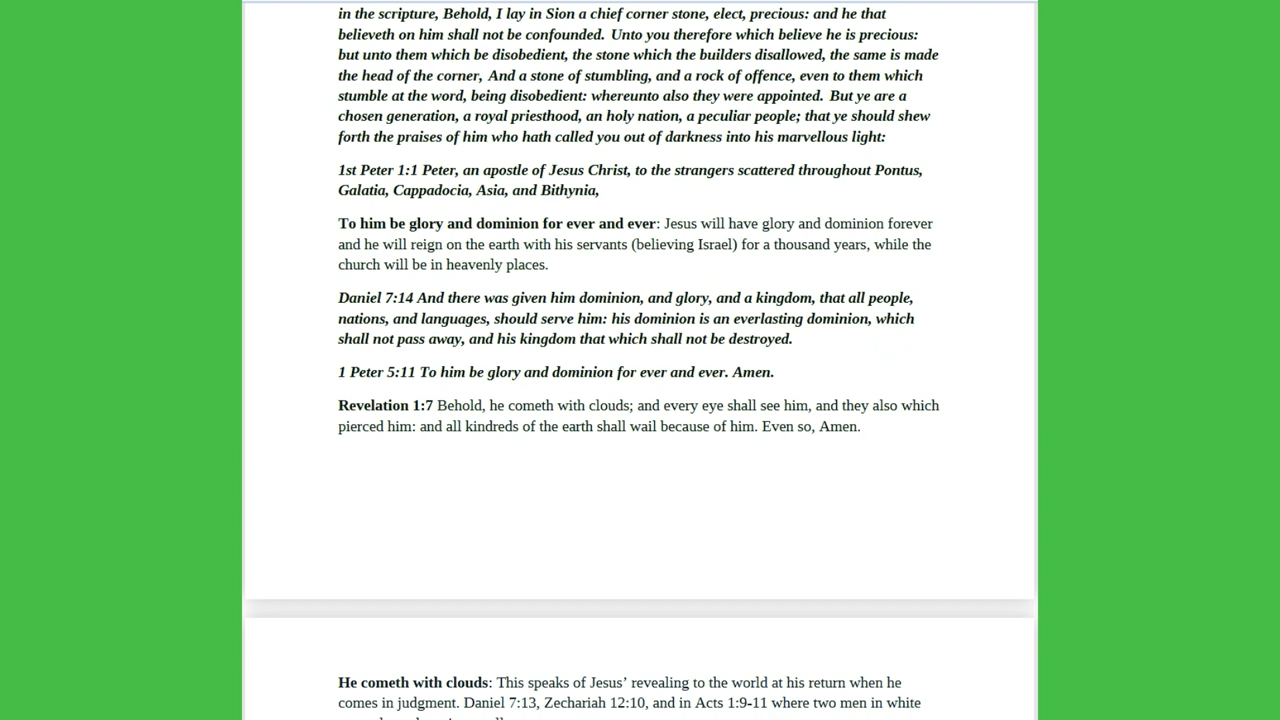 in the scripture, Behold, I lay in Sion a chief corner stone, elect, precious: and he that
believeth on him shall not be confounded. Unto you therefore which believe he is precious:
but unto them which be disobedient, the stone which the builders disallowed, the same is made
the head of the corner, And a stone of stumbling, and a rock of offence, even to them which
stumble at the word, being disobedient: whereunto also they were appointed. But ye are a
chosen generation, a royal priesthood, an holy nation, a peculiar people; that ye should shew
forth the praises of him who hath called you out of darkness into his marvellous light:
1st Peter 1:1 Peter, an apostle of Jesus Christ, to the strangers scattered throughout Pontus,
Galatia, Cappadocia, Asia, and Bithynia,
To him be glory and dominion for ever and ever: Jesus will have glory and dominion forever
and he will reign on the earth with his servants (believing Israel) for a thousand years, while the
church will be in heavenly places.
Daniel 7:14 And there was given him dominion, and glory, and a kingdom, that all people,
nations, and languages, should serve him: his dominion is an everlasting dominion, which
shall not pass away, and his kingdom that which shall not be destroyed.
1 Peter 5:11 To him be glory and dominion for ever and ever. Amen.
Revelation 1:7 Behold, he cometh with clouds; and every eye shall see him, and they also which
pierced him: and all kindreds of the earth shall wail because of him. Even so, Amen.
He cometh with clouds: This speaks of Jesus’ revealing to the world at his return when he
comes in judgment. Daniel 7:13, Zechariah 12:10, and in Acts 1:9-11 where two men in white